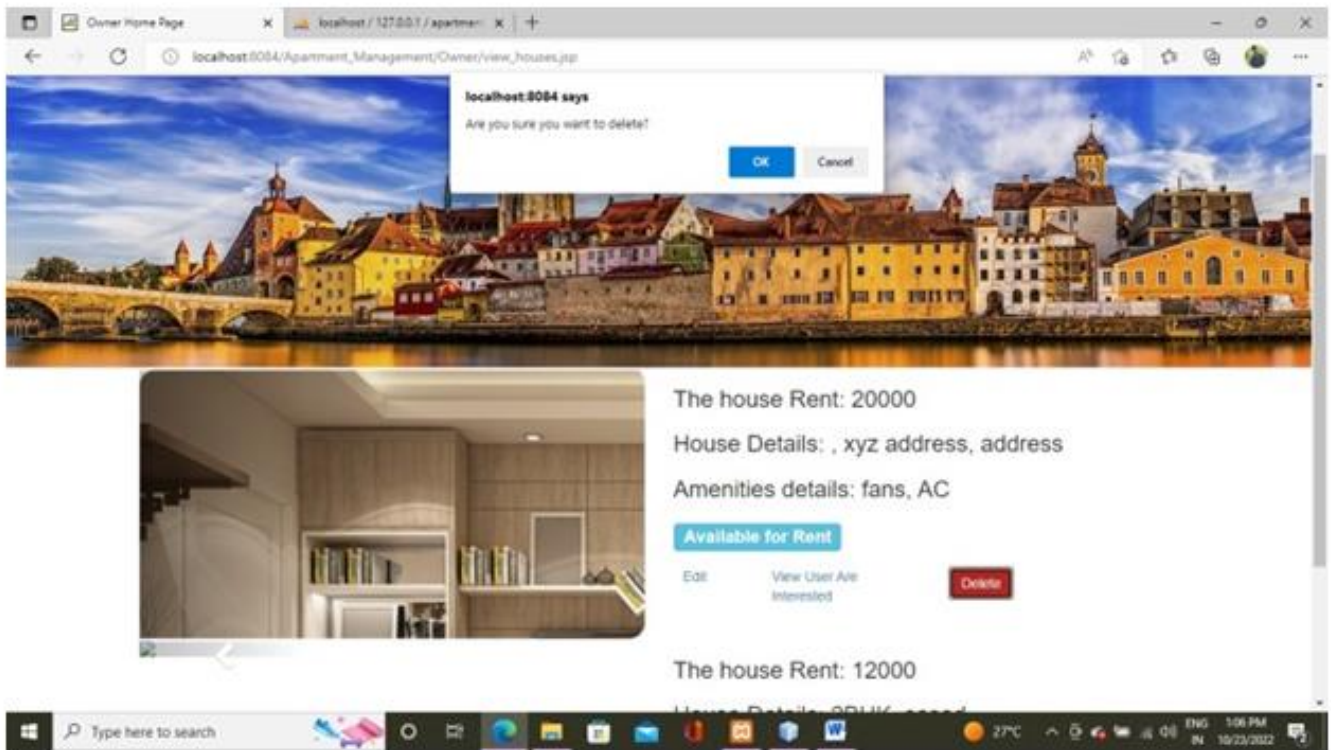 Owner Home Page
localhost / 127.0.0.1 / apartmen
localhost:8084/Apartment_Management/Owner/view_houses.jsp
localhost:8084 says
Are you sure you want to delete?
OK
Cancel
The house Rent: 20000
House Details: , xyz address, address
Amenities details: fans, AC
Available for Rent
Edit
View User Are
Interested
Delete
The house Rent: 12000
House Details: 2BHK,
Type here to search
27°C
ENG
1:06 PM
IN
10/23/2022